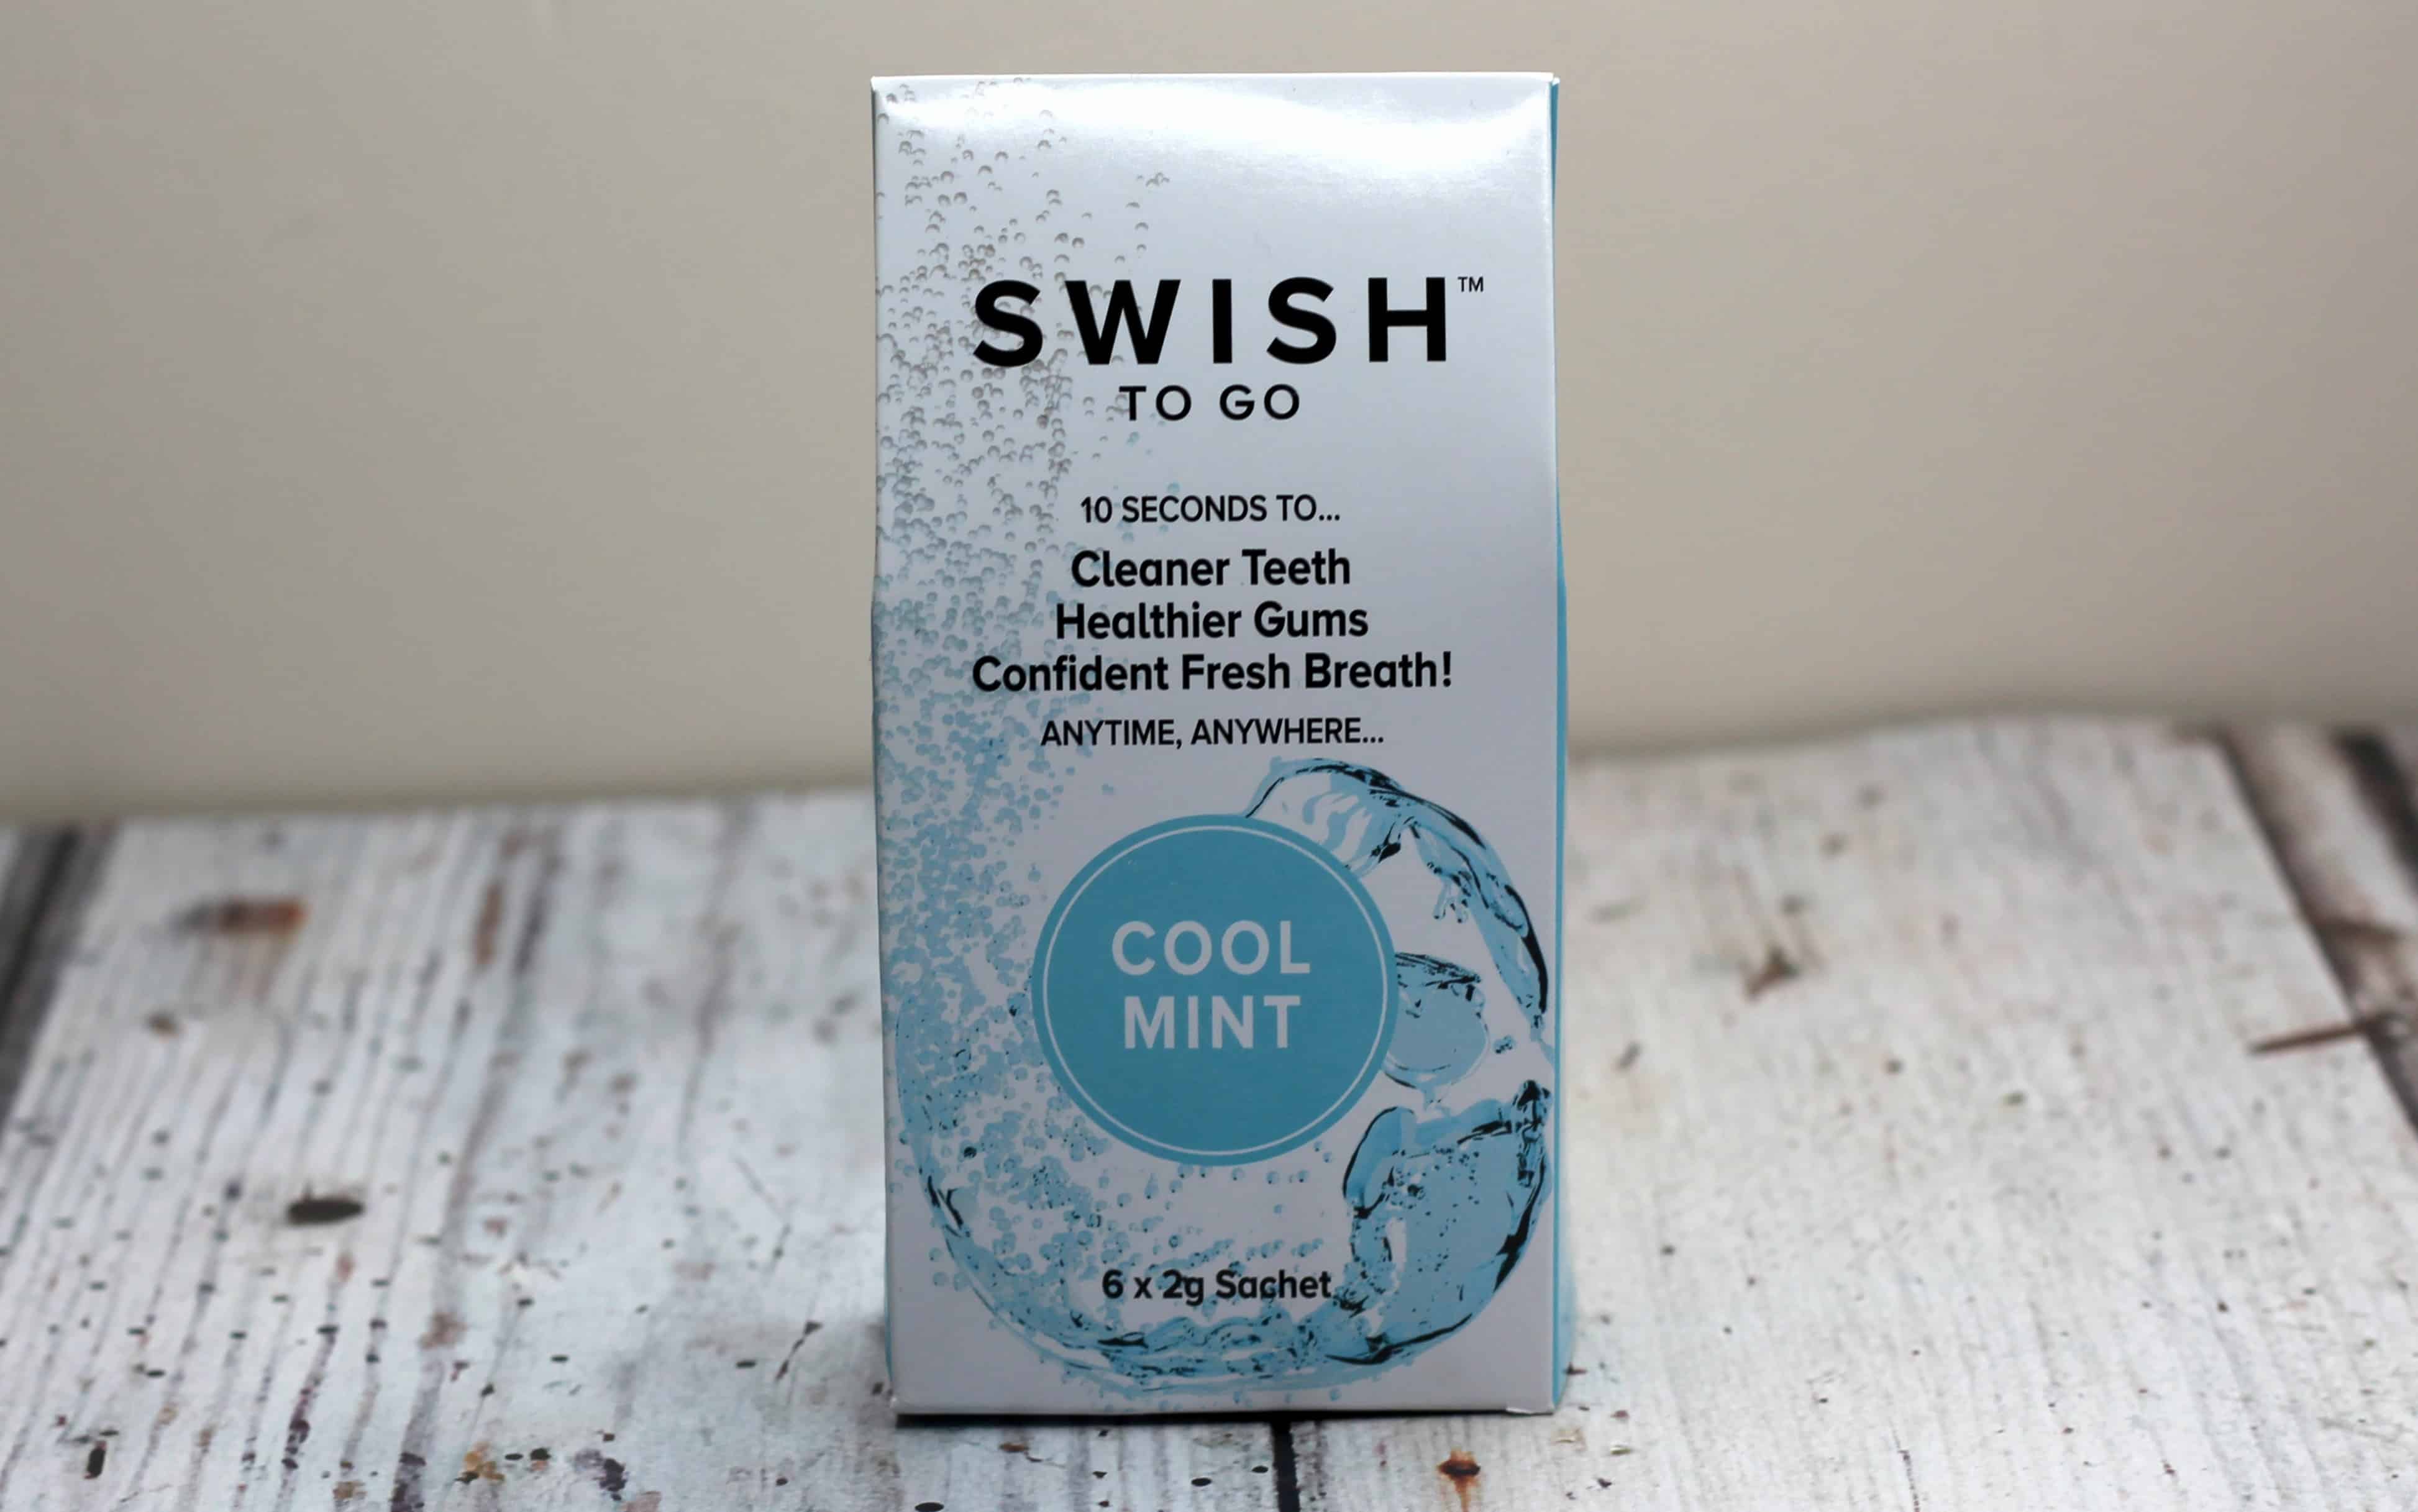 SWISH™
TO GO
10 SECONDS TO...
Cleaner Teeth
Healthier Gums
Confident Fresh Breath!
ANYTIME, ANYWHERE...
COOL
MINT
6 x 2g Sachet